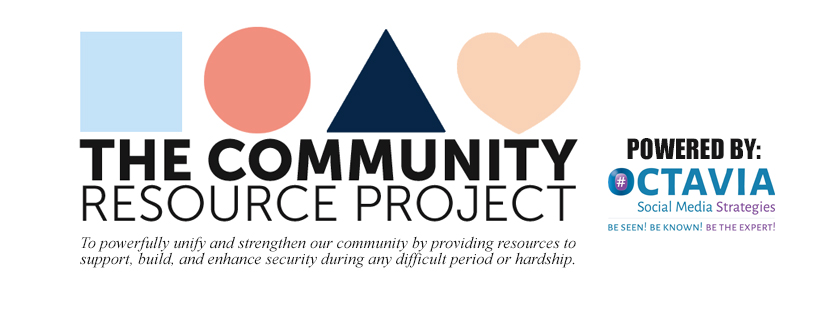 THE COMMUNITY
RESOURCE PROJECT
To powerfully unify and strengthen our community by providing resources to
support, build, and enhance security during any difficult period or hardship.
POWERED BY:
#OCTAVIA
Social Media Strategies
BE SEEN! BE KNOWN! BE THE EXPERT!